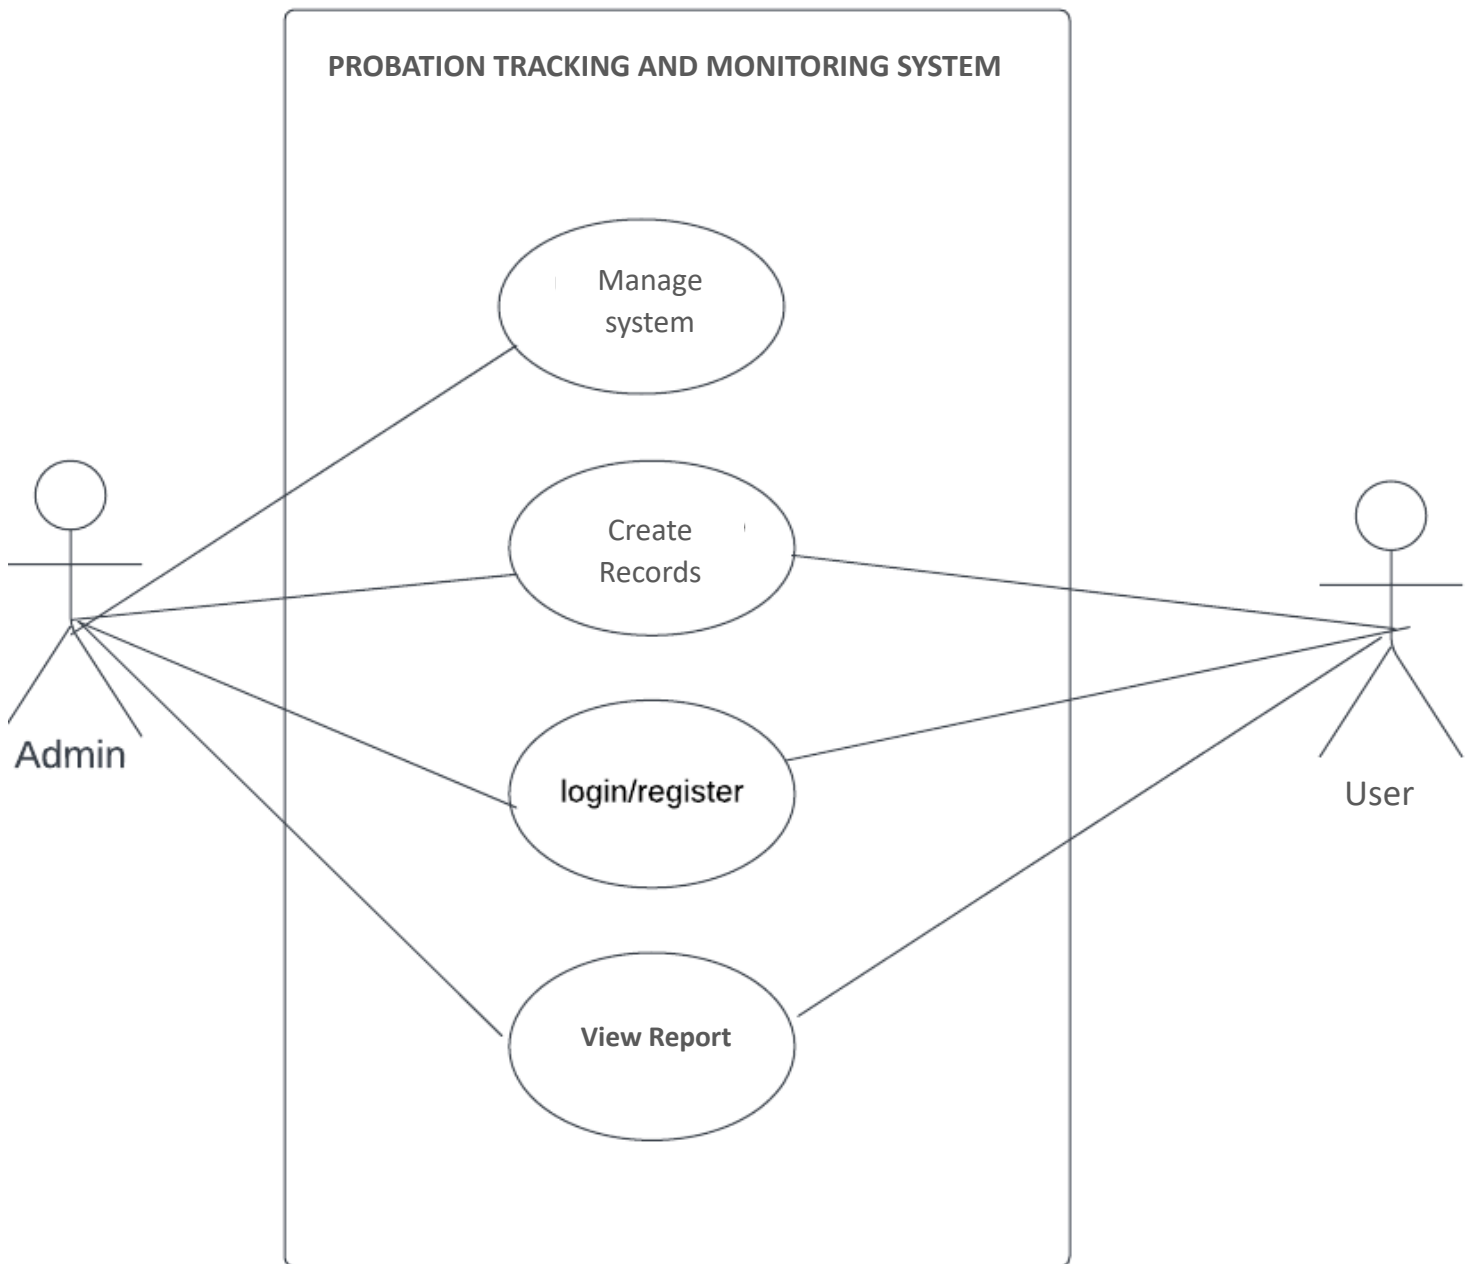 PROBATION TRACKING AND MONITORING SYSTEM
Manage
system
Create
Records
Admin
login/register
User
View Report